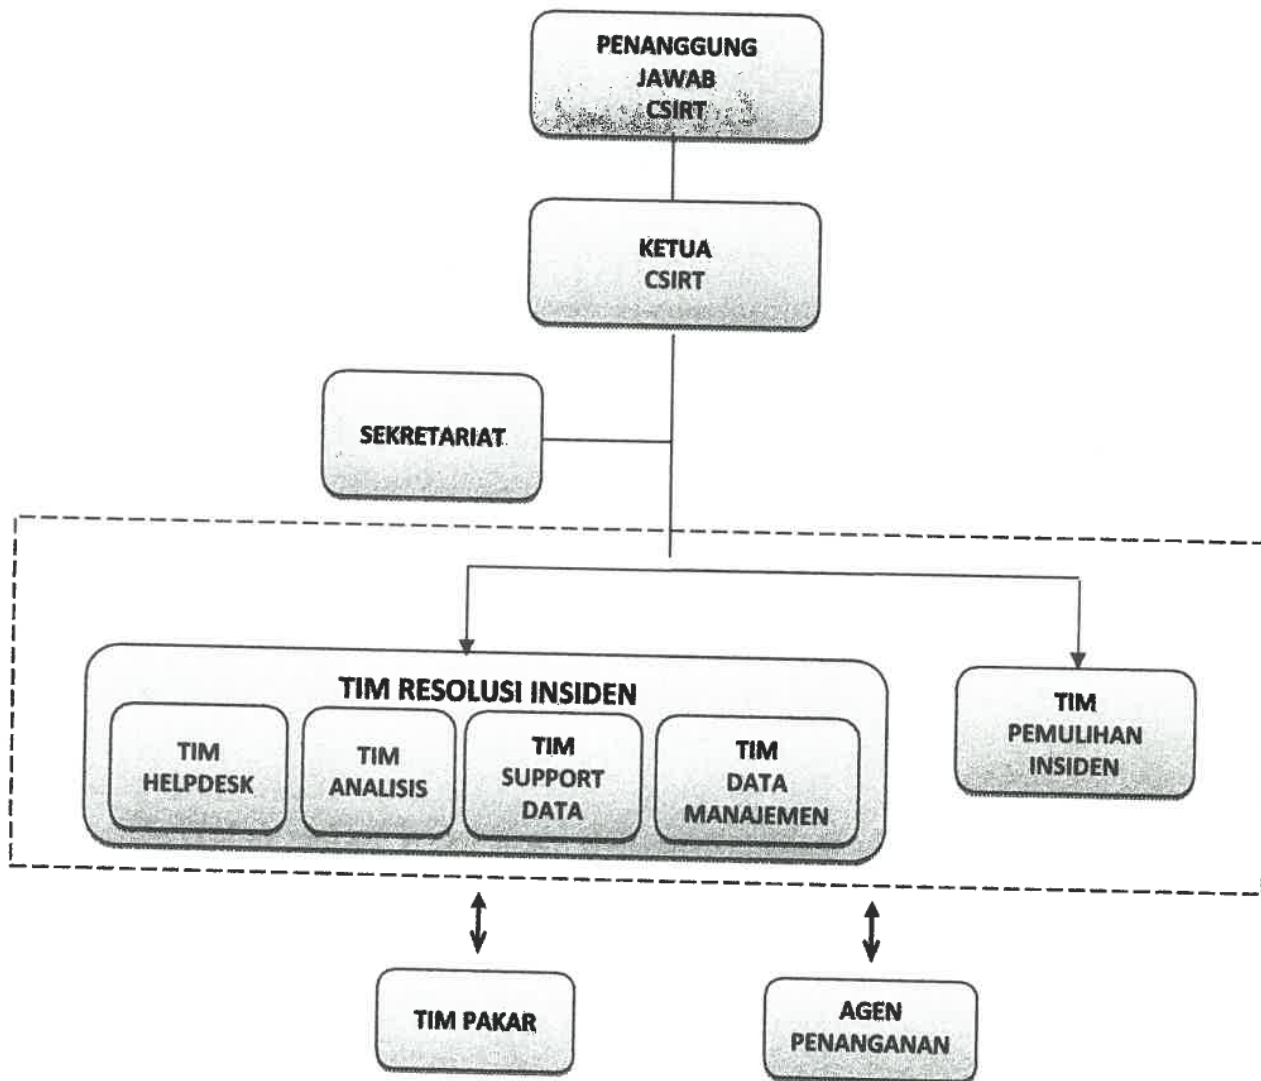 PENANGGUNG
JAWAB
CSIRT
KETUA
CSIRT
SEKRETARIAT
TIM RESOLUSI INSIDEN
TIM
HELPDESK
TIM
ANALISIS
TIM
SUPPORT
DATA
TIM
DATA
MANAJEMEN
TIM
PEMULIHAN
INSIDEN
TIM PAKAR
AGEN
PENANGANAN